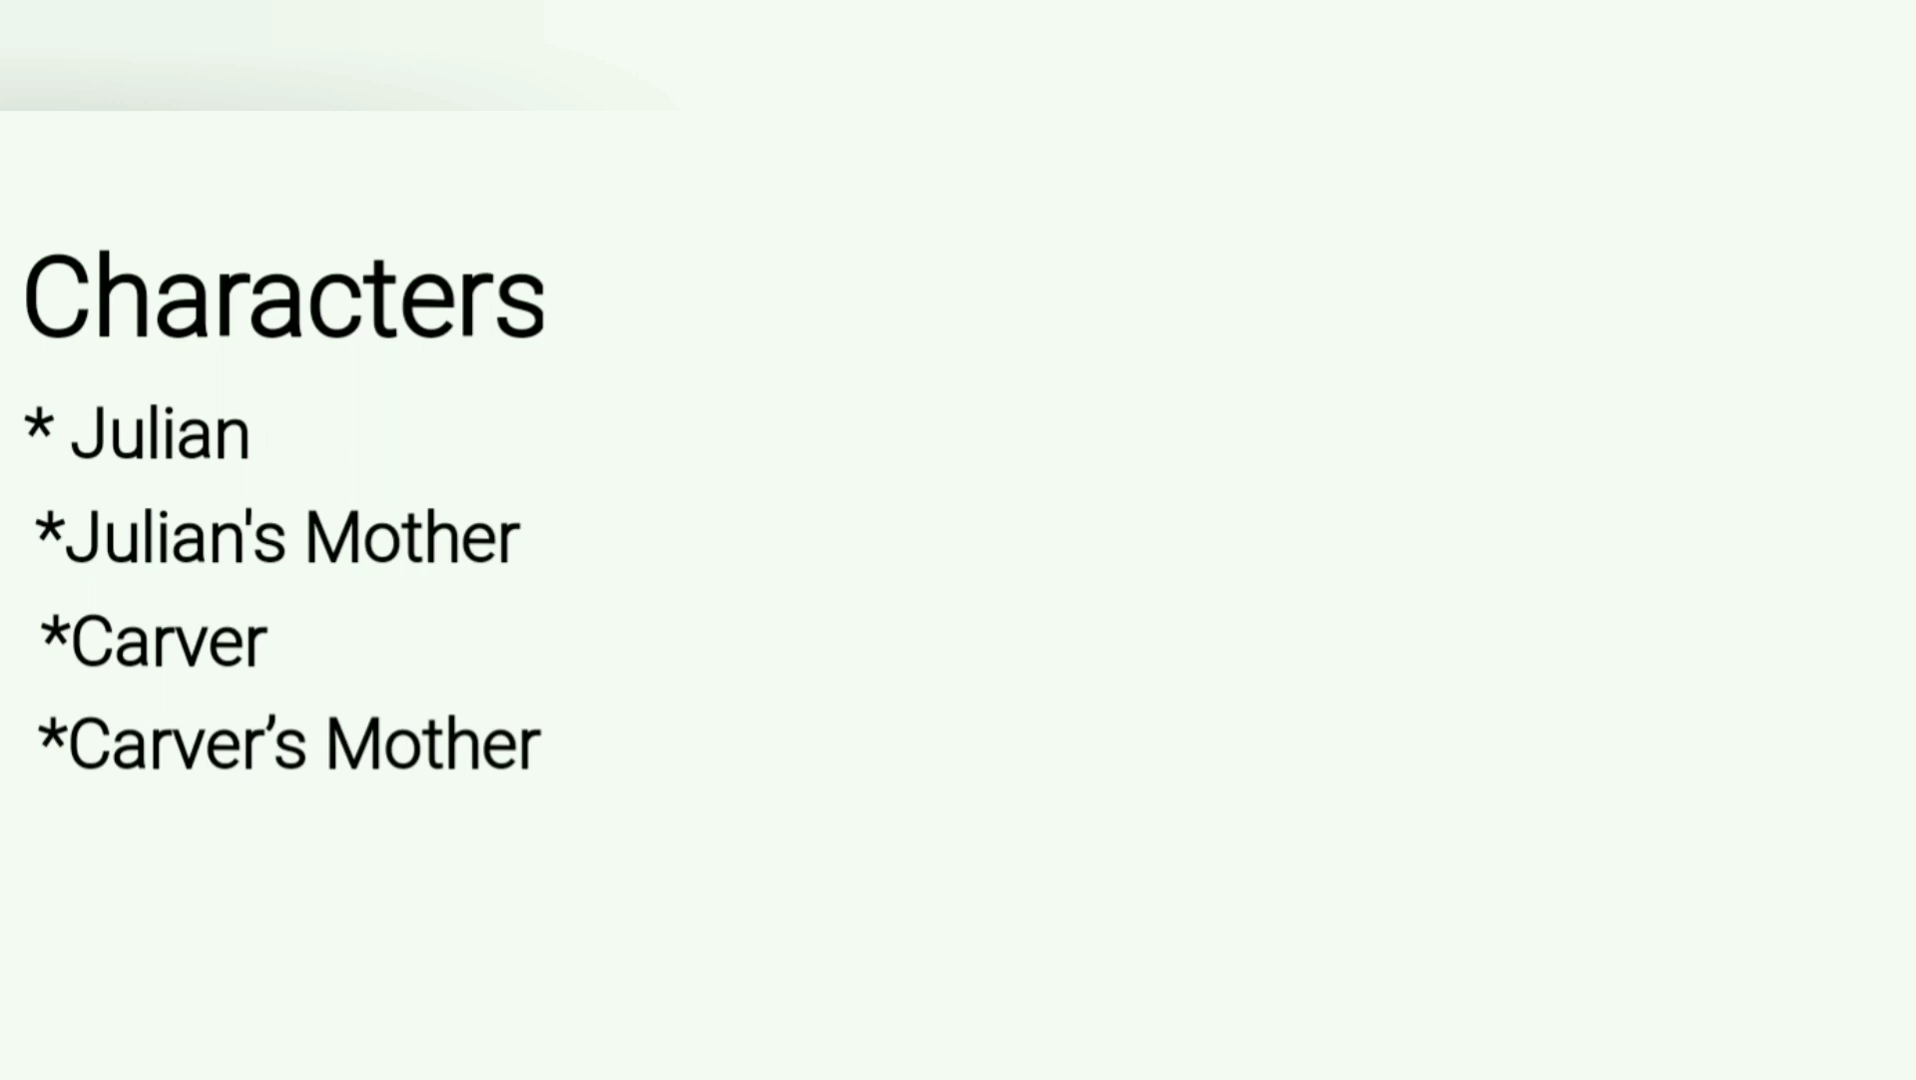 Characters
* Julian
*Julian's Mother
*Carver
*Carver’s Mother